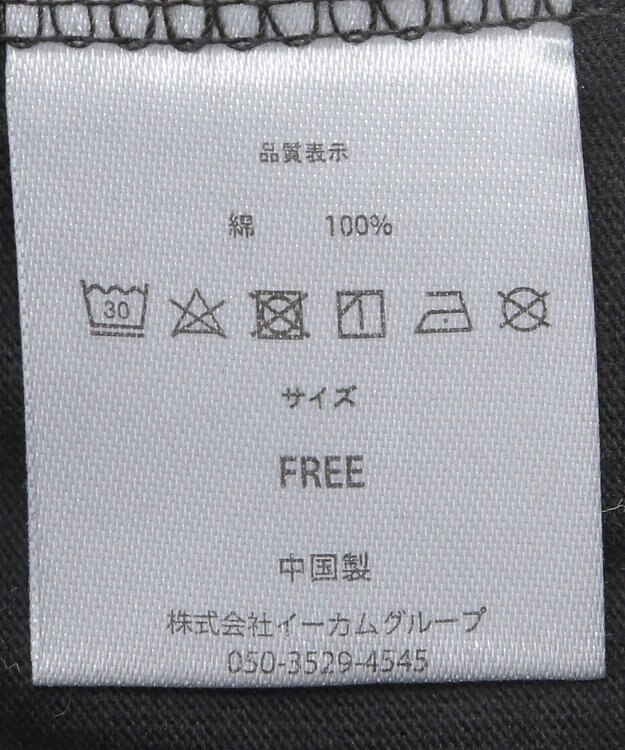 品質表示
綿 100%
30
サイズ
FREE
中国製
株式会社イーカムグループ
050-3529-4545